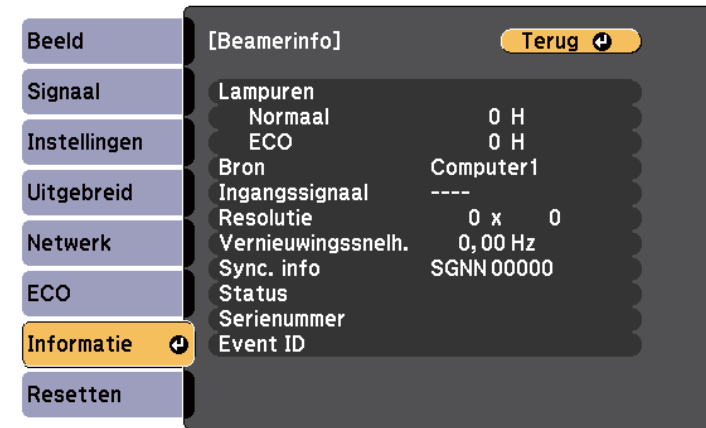 Beeld
Signaal
Instellingen
Uitgebreid
Netwerk
ECO
Informatie
Resetten
[Beamerinfo] Terug
Lampuren
Normaal 0 H
ECO 0 H
Bron Computer1
Ingangssignaal ----
Resolutie 0 x 0
Vernieuwingssnelh. 0,00 Hz
Sync. info SGNN 00000
Status
Serienummer
Event ID